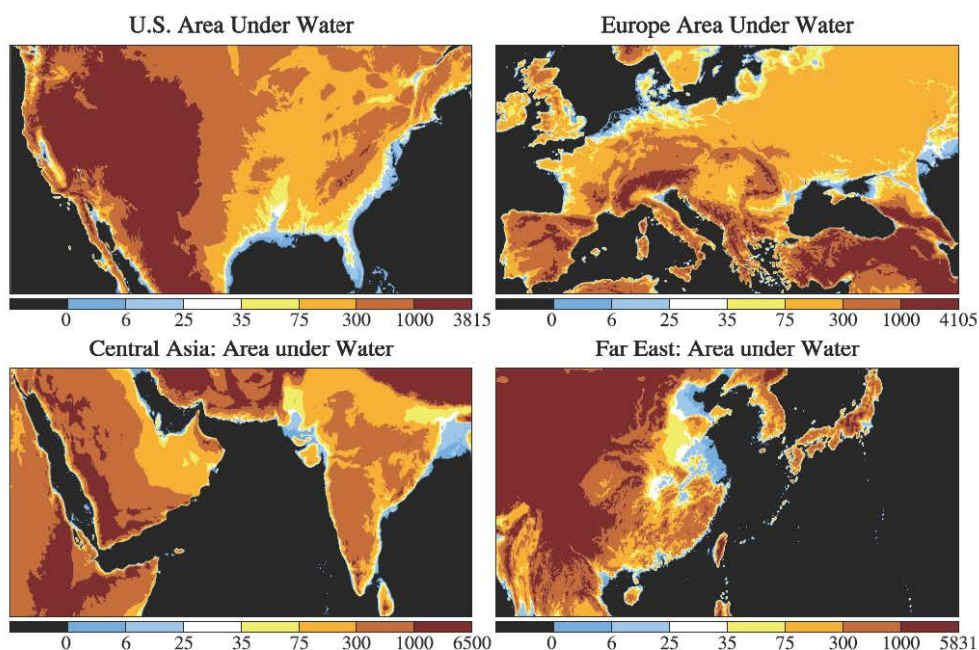 U.S. Area Under Water
Europe Area Under Water
0 6 25 35 75 300 1000 3815
0 6 25 35 75 300 1000 4105
Central Asia: Area under Water
Far East: Area under Water
0 6 25 35 75 300 1000 6500
0 6 25 35 75 300 1000 5831